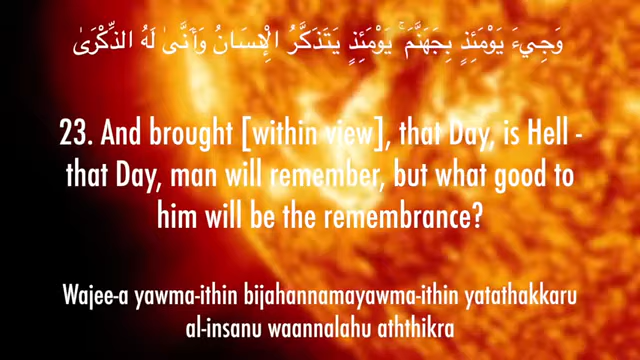 وَجِيءَ يَوْمَئِذٍ بِجَهَنَّمَ ۚ يَوْمَئِذٍ يَتَذَكَّرُ الْإِنسَانُ وَأَنَّىٰ لَهُ الذِّكْرَىٰ
23. And brought [within view], that Day, is Hell -
that Day, man will remember, but what good to
him will be the remembrance?
Wajee-a yawma-ithin bijahannamayawma-ithin yatathakkaru
al-insanu waannalahu aththikra